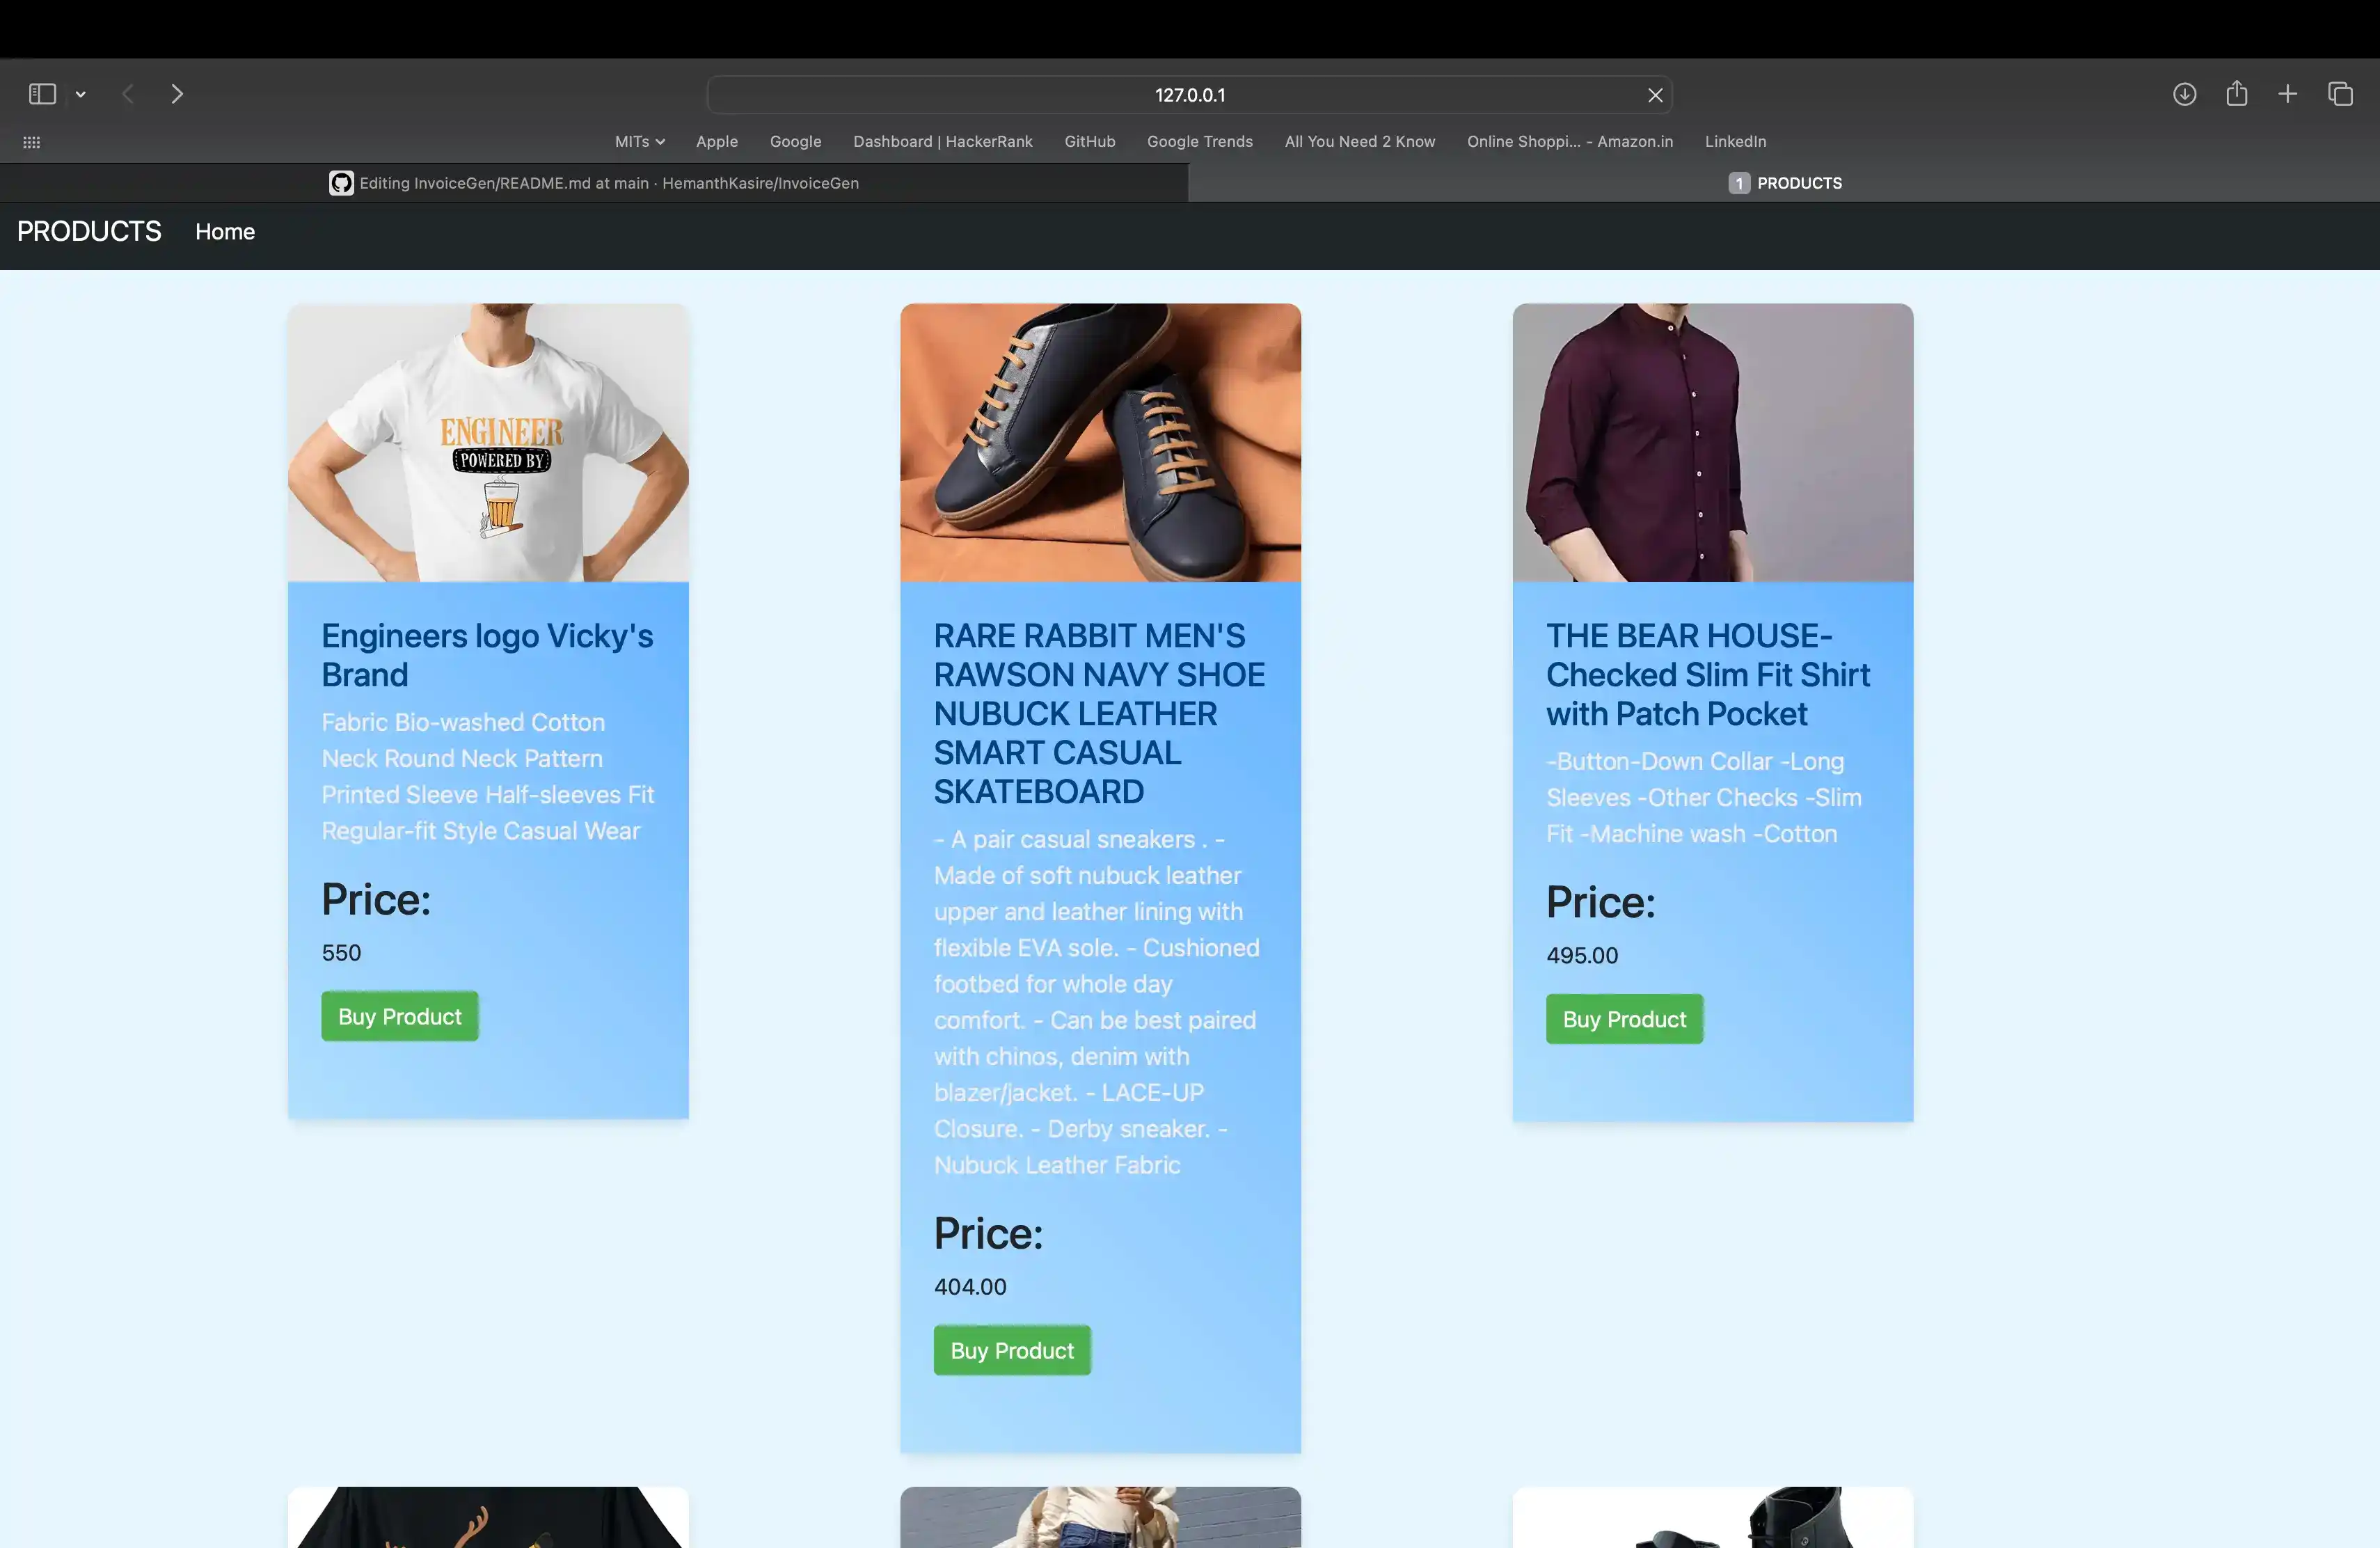 127.0.0.1
MITs Apple Google Dashboard | HackerRank GitHub Google Trends All You Need 2 Know Online Shoppi... - Amazon.in LinkedIn
Editing InvoiceGen/README.md at main · HemanthKasire/InvoiceGen
1 PRODUCTS
PRODUCTS Home
ENGINEER
POWERED BY
Engineers logo Vicky's
Brand
Fabric Bio-washed Cotton
Neck Round Neck Pattern
Printed Sleeve Half-sleeves Fit
Regular-fit Style Casual Wear
Price:
550
Buy Product
RARE RABBIT MEN'S
RAWSON NAVY SHOE
NUBUCK LEATHER
SMART CASUAL
SKATEBOARD
- A pair casual sneakers . -
Made of soft nubuck leather
upper and leather lining with
flexible EVA sole. - Cushioned
footbed for whole day
comfort. - Can be best paired
with chinos, denim with
blazer/jacket. - LACE-UP
Closure. - Derby sneaker. -
Nubuck Leather Fabric
Price:
404.00
Buy Product
THE BEAR HOUSE-
Checked Slim Fit Shirt
with Patch Pocket
-Button-Down Collar -Long
Sleeves -Other Checks -Slim
Fit -Machine wash -Cotton
Price:
495.00
Buy Product